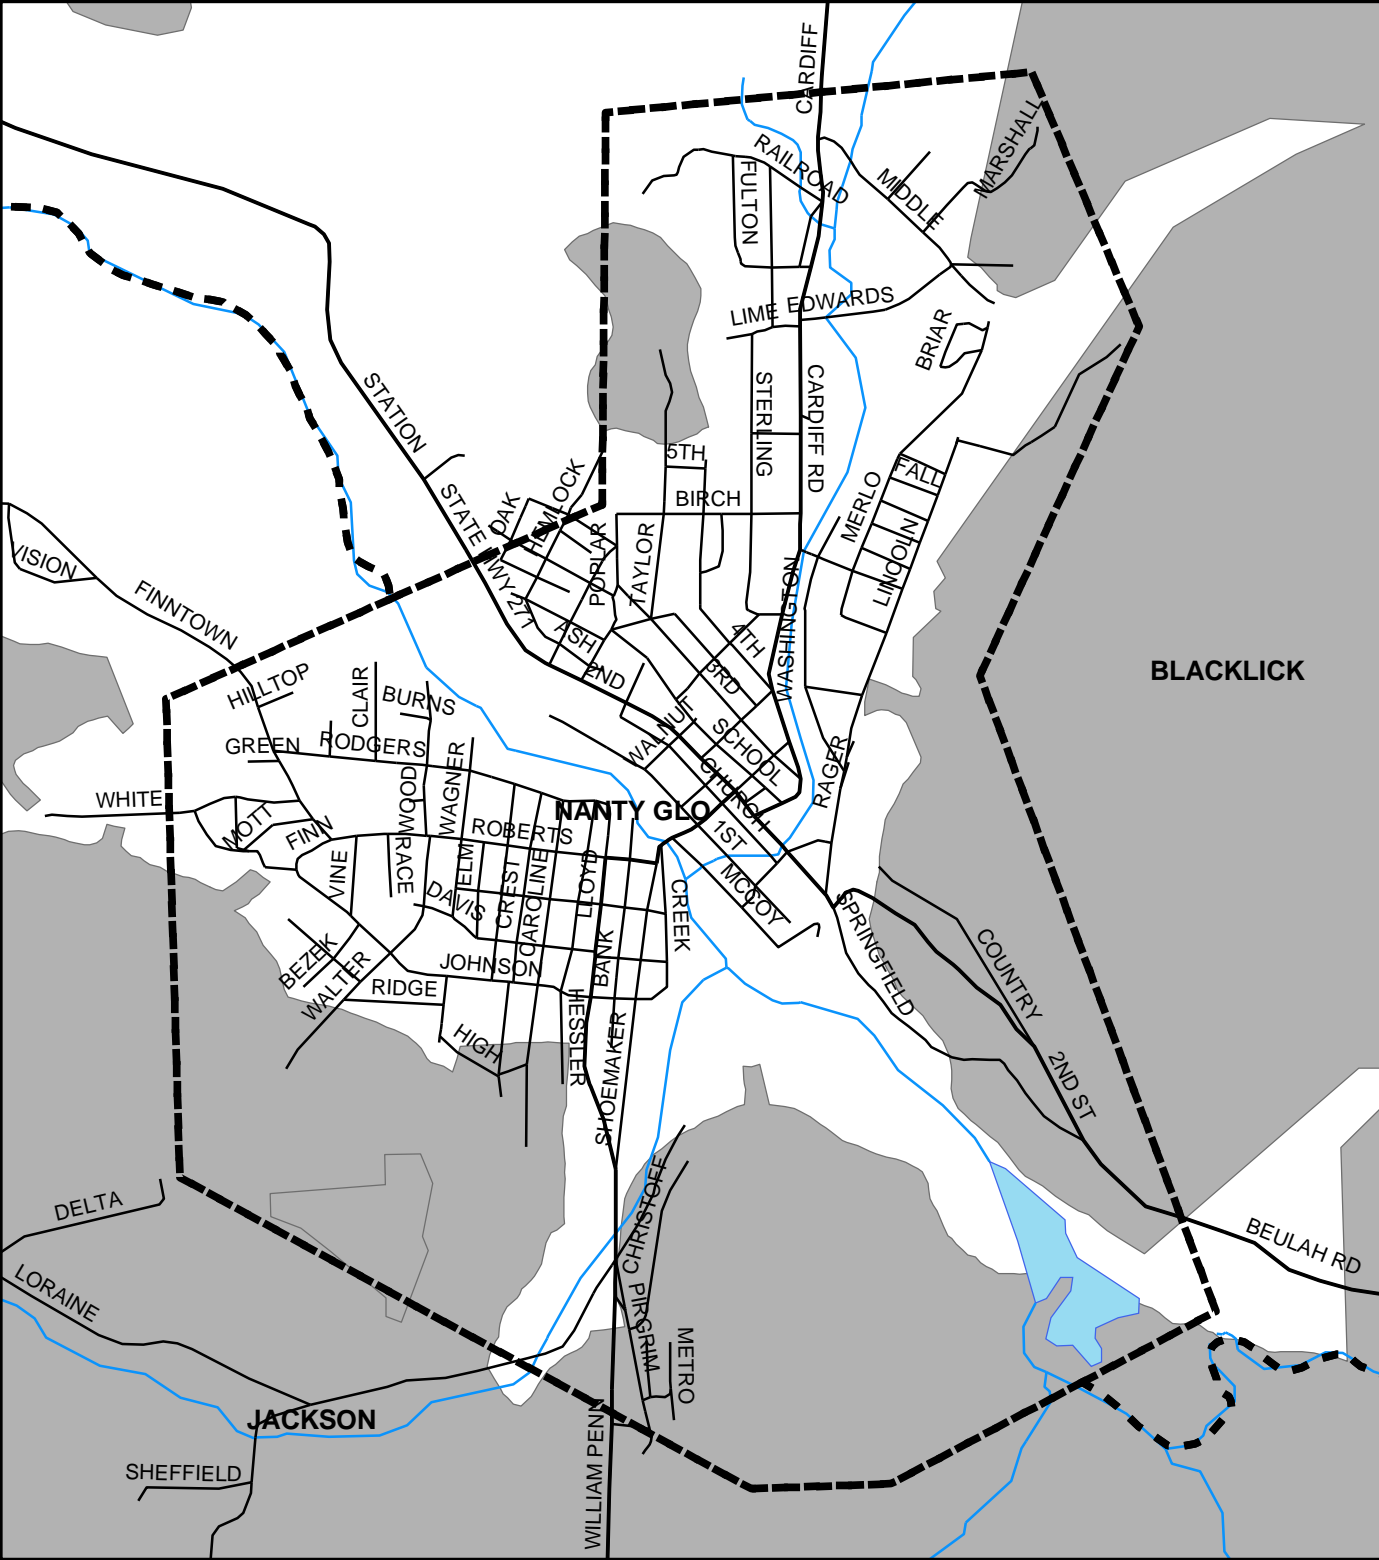 CARDIFF
MARSHALL
RAILROAD
FULTON
MIDDLE
LIME
EDWARDS
BRIAR
STATION
STERLING
CARDIFF RD
5TH
FALL
HEMLOCK
OAK
STATE HWY 271
BIRCH
MERLO
LINCOLN
POPLAR
TAYLOR
VISION
FINNTOWN
WASHINGTON
ASH
4TH
2ND
3RD
BLACKLICK
HILLTOP
CLAIR
BURNS
WALNUT
SCHOOL
GREEN
RODGERS
CHURCH
RAGER
WHITE
WOOD
WAGNER
NANTY GLO
MOTT
FINN
ROBERTS
1ST
VINE
RACE
ELM
CREST
CAROLINE
LLOYD
MCCOY
DAVIS
CREEK
SPRINGFIELD
BEZEK
WALTER
JOHNSON
BANK
COUNTRY
RIDGE
HESSLER
HIGH
SHOEMAKER
2ND ST
DELTA
CHRISTOFF
BEULAH RD
LORAINE
PIRGRIM
METRO
JACKSON
WILLIAM PENN
SHEFFIELD